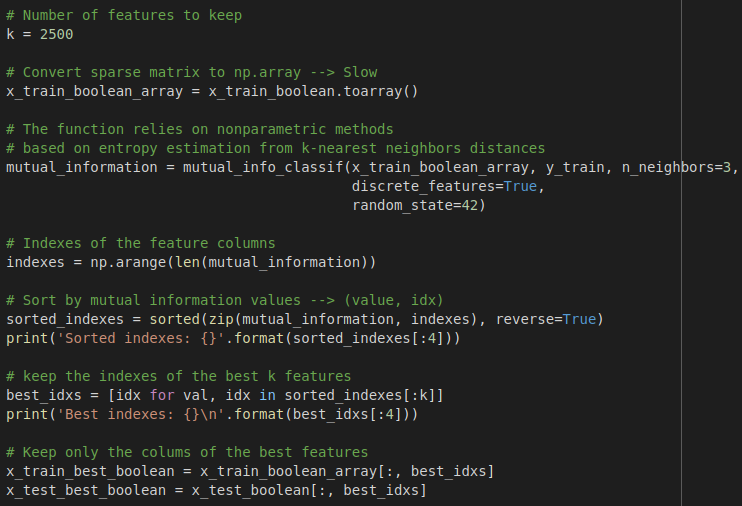 # Number of features to keep
k = 2500
# Convert sparse matrix to np.array --> Slow
x_train_boolean_array = x_train_boolean.toarray()
# The function relies on nonparametric methods
# based on entropy estimation from k-nearest neighbors distances
mutual_information = mutual_info_classif(x_train_boolean_array, y_train, n_neighbors=3,
discrete_features=True,
random_state=42)
# Indexes of the feature columns
indexes = np.arange(len(mutual_information))
# Sort by mutual information values --> (value, idx)
sorted_indexes = sorted(zip(mutual_information, indexes), reverse=True)
print('Sorted indexes: {}'.format(sorted_indexes[:4]))
# keep the indexes of the best k features
best_idxs = [idx for val, idx in sorted_indexes[:k]]
print('Best indexes: {}\n'.format(best_idxs[:4]))
# Keep only the colums of the best features
x_train_best_boolean = x_train_boolean_array[:, best_idxs]
x_test_best_boolean = x_test_boolean[:, best_idxs]